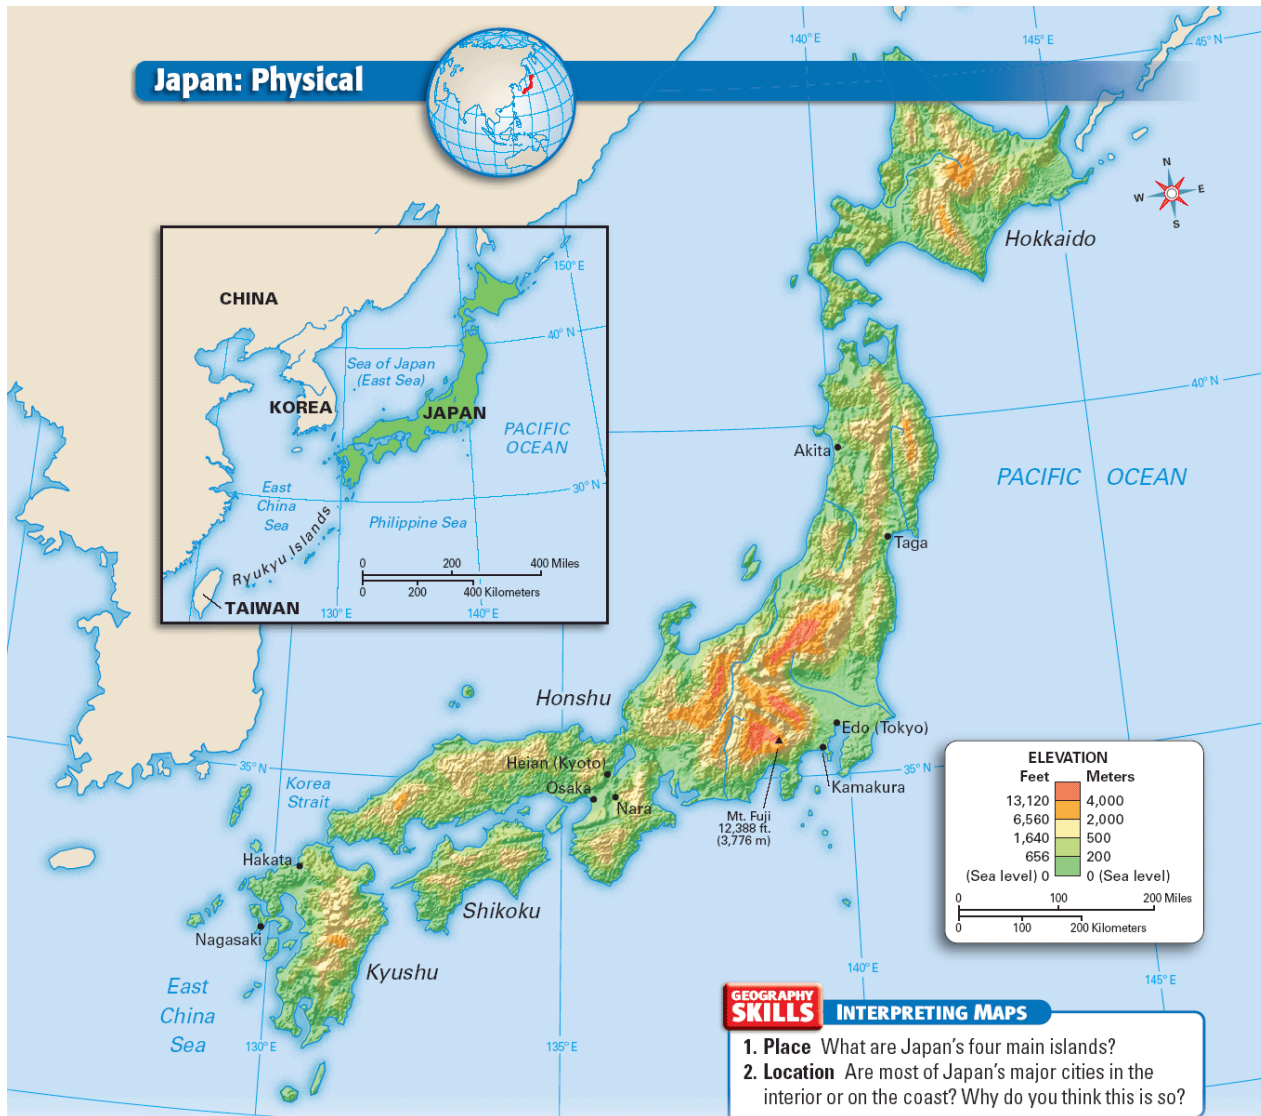 Japan: Physical
140° E
145° E
45° N
N
W
E
S
Hokkaido
150° E
CHINA
40° N
Sea of Japan
(East Sea)
KOREA
JAPAN
PACIFIC
OCEAN
40° N
Akita
PACIFIC OCEAN
East
China
Sea
30° N
Philippine Sea
Ryukyu Islands
Taga
0 200 400 Miles
0 200 400 Kilometers
TAIWAN
130° E
140° E
Honshu
Edo (Tokyo)
35° N
Korea
Strait
Heian (Kyoto)
Osaka
Nara
Kamakura
35° N
Mt. Fuji
12,388 ft.
(3,776 m)
ELEVATION
Feet Meters
13,120 4,000
6,560 2,000
1,640 500
656 200
(Sea level) 0 0 (Sea level)
0 100 200 Miles
0 100 200 Kilometers
Hakata
Shikoku
Nagasaki
Kyushu
East
China
Sea
130° E
135° E
140° E
145° E
GEOGRAPHY
SKILLS
INTERPRETING MAPS
1. Place What are Japan's four main islands?
2. Location Are most of Japan's major cities in the
interior or on the coast? Why do you think this is so?